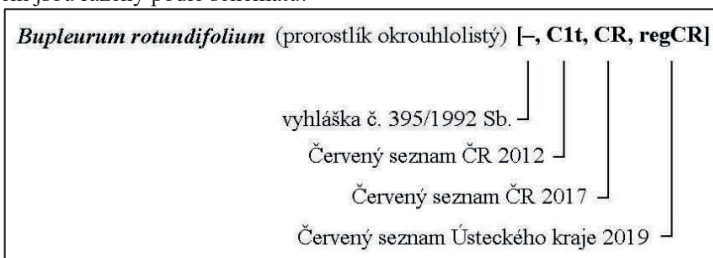 Bupleurum rotundifolium (prorostlík okrouhlolistý) [–, C1t, CR, regCR]
vyhláška č. 395/1992 Sb.
Červený seznam ČR 2012
Červený seznam ČR 2017
Červený seznam Ústeckého kraje 2019